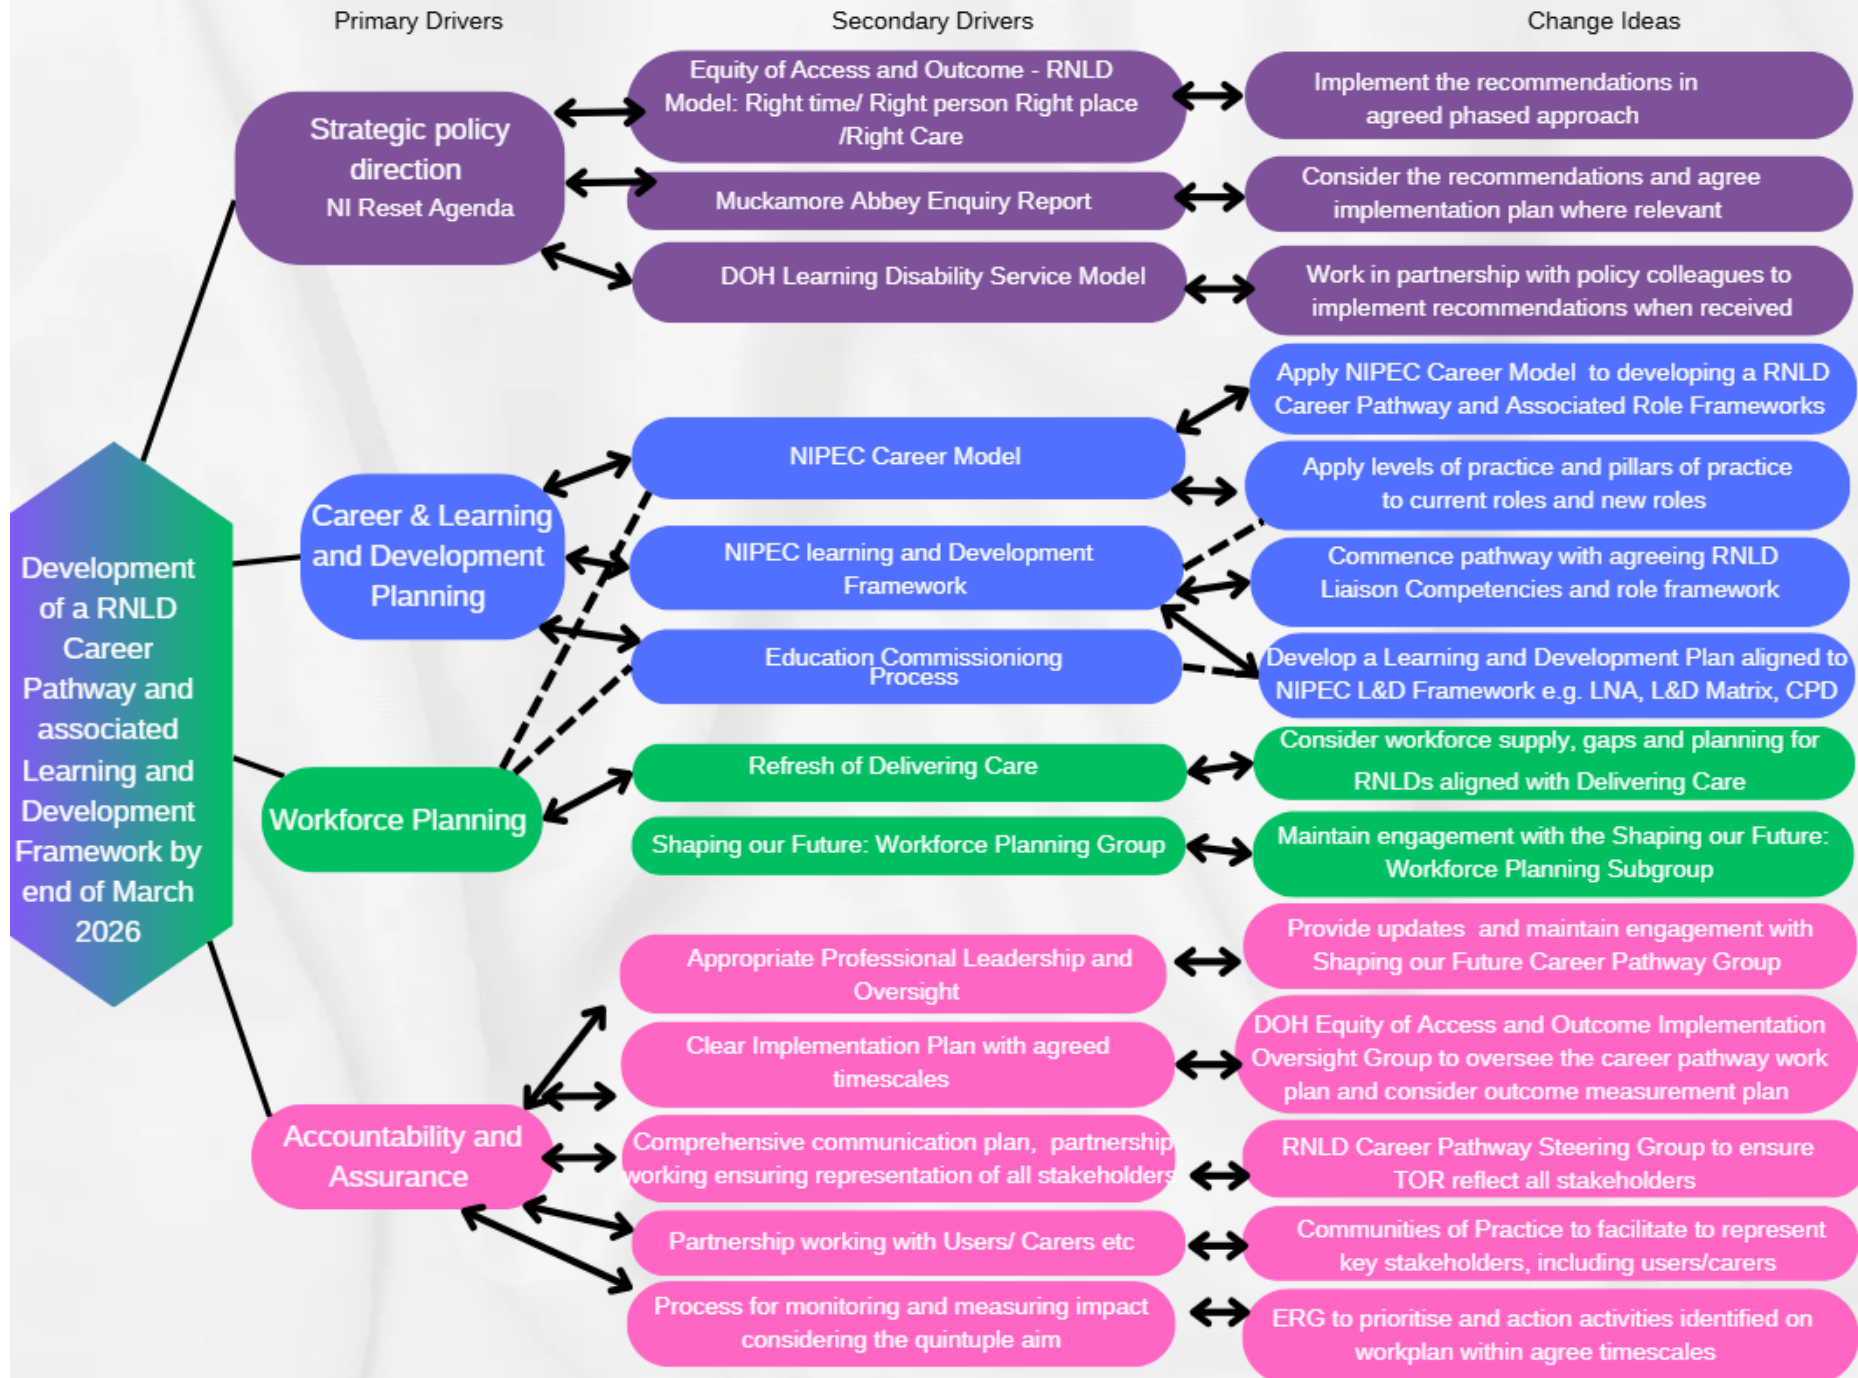 Primary Drivers
Secondary Drivers
Change Ideas
Development
of a RNLD
Career
Pathway and
associated
Learning and
Development
Framework by
end of March
2026
Strategic policy
direction
NI Reset Agenda
Equity of Access and Outcome - RNLD
Model: Right time/ Right person Right place
/Right Care
Implement the recommendations in
agreed phased approach
Muckamore Abbey Enquiry Report
Consider the recommendations and agree
implementation plan where relevant
DOH Learning Disability Service Model
Work in partnership with policy colleagues to
implement recommendations when received
Career & Learning
and Development
Planning
NIPEC Career Model
Apply NIPEC Career Model  to developing a RNLD
Career Pathway and Associated Role Frameworks
Apply levels of practice and pillars of practice
to current roles and new roles
NIPEC learning and Development
Framework
Commence pathway with agreeing RNLD
Liaison Competencies and role framework
Education Commissioniong
Process
Develop a Learning and Development Plan aligned to
NIPEC L&D Framework e.g. LNA, L&D Matrix, CPD
Workforce Planning
Refresh of Delivering Care
Consider workforce supply, gaps and planning for
RNLDs aligned with Delivering Care
Shaping our Future: Workforce Planning Group
Maintain engagement with the Shaping our Future:
Workforce Planning Subgroup
Accountability and
Assurance
Appropriate Professional Leadership and
Oversight
Provide updates  and maintain engagement with
Shaping our Future Career Pathway Group
Clear Implementation Plan with agreed
timescales
DOH Equity of Access and Outcome Implementation
Oversight Group to oversee the career pathway work
plan and consider outcome measurement plan
Comprehensive communication plan,  partnership
working ensuring representation of all stakeholders
RNLD Career Pathway Steering Group to ensure
TOR reflect all stakeholders
Partnership working with Users/ Carers etc
Communities of Practice to facilitate to represent
key stakeholders, including users/carers
Process for monitoring and measuring impact
considering the quintuple aim
ERG to prioritise and action activities identified on
workplan within agree timescales